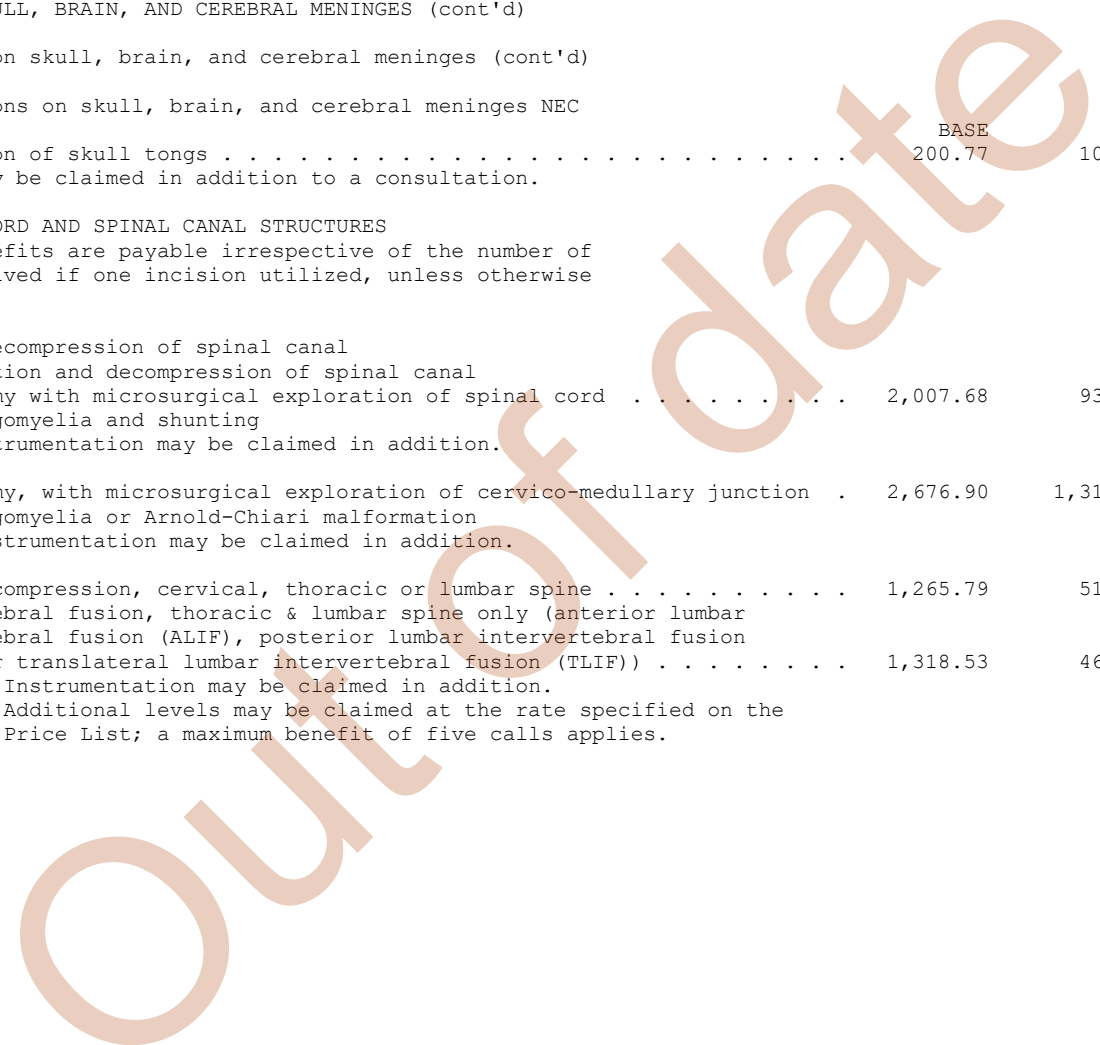 ULL, BRAIN, AND CEREBRAL MENINGES (cont'd)
on skull, brain, and cerebral meninges (cont'd)
ons on skull, brain, and cerebral meninges NEC
BASE
on of skull tongs . . . . . . . . . . . . . . . . . . . . . . . . . 200.77 10
y be claimed in addition to a consultation.
ORD AND SPINAL CANAL STRUCTURES
efits are payable irrespective of the number of
lved if one incision utilized, unless otherwise
ecompression of spinal canal
tion and decompression of spinal canal
my with microsurgical exploration of spinal cord . . . . . . . . . 2,007.68 93
gomyelia and shunting
strumentation may be claimed in addition.
my, with microsurgical exploration of cervico-medullary junction . 2,676.90 1,31
gomyelia or Arnold-Chiari malformation
nstrumentation may be claimed in addition.
compression, cervical, thoracic or lumbar spine . . . . . . . . . . 1,265.79 51
ebral fusion, thoracic & lumbar spine only (anterior lumbar
ebral fusion (ALIF), posterior lumbar intervertebral fusion
r translateral lumbar intervertebral fusion (TLIF)) . . . . . . . . 1,318.53 46
Instrumentation may be claimed in addition.
Additional levels may be claimed at the rate specified on the
Price List; a maximum benefit of five calls applies.
Out of date